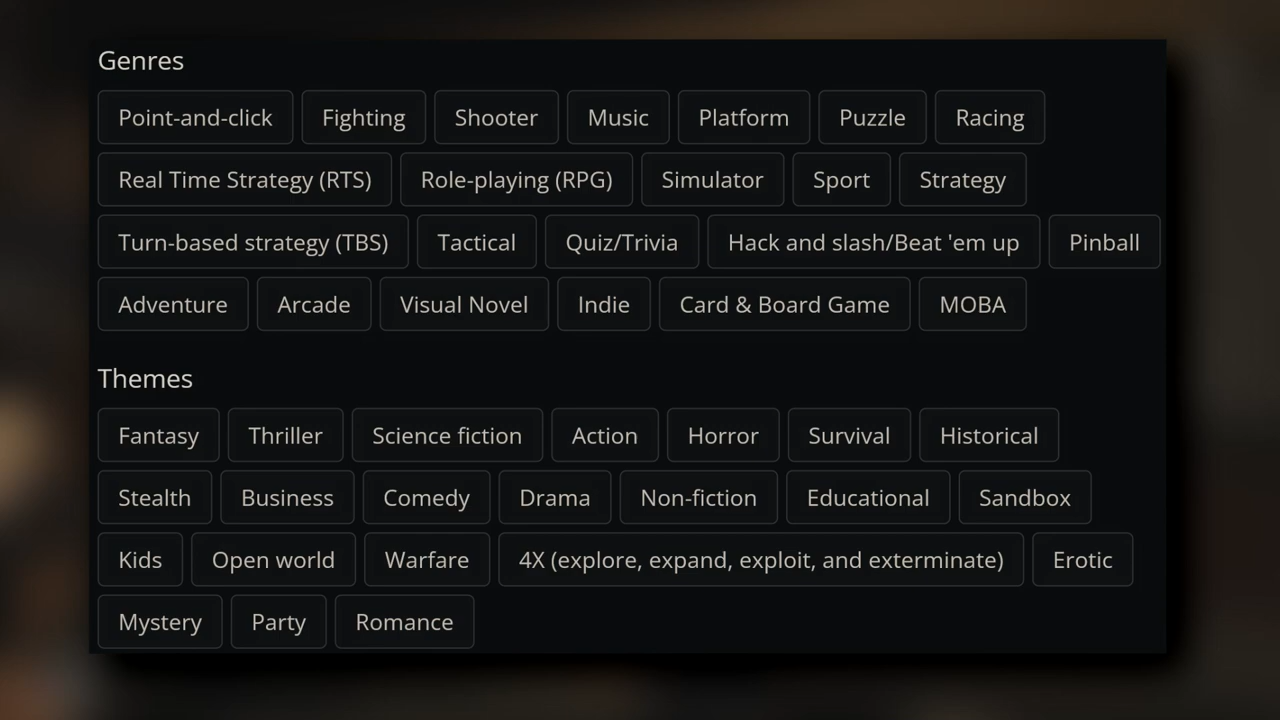 Genres
Point-and-click Fighting Shooter Music Platform Puzzle Racing
Real Time Strategy (RTS) Role-playing (RPG) Simulator Sport Strategy
Turn-based strategy (TBS) Tactical Quiz/Trivia Hack and slash/Beat 'em up Pinball
Adventure Arcade Visual Novel Indie Card & Board Game MOBA
Themes
Fantasy Thriller Science fiction Action Horror Survival Historical
Stealth Business Comedy Drama Non-fiction Educational Sandbox
Kids Open world Warfare 4X (explore, expand, exploit, and exterminate) Erotic
Mystery Party Romance